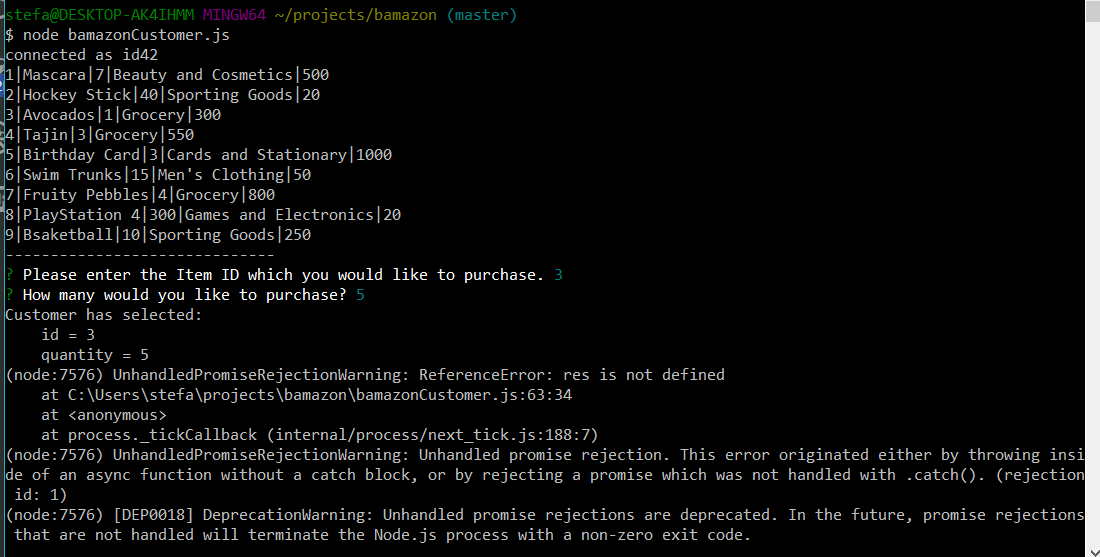 stefa@DESKTOP-AK4IHMM MINGW64 ~/projects/bamazon (master)
$ node bamazonCustomer.js
connected as id42
1|Mascara|7|Beauty and Cosmetics|500
2|Hockey Stick|40|Sporting Goods|20
3|Avocados|1|Grocery|300
4|Tajin|3|Grocery|550
5|Birthday Card|3|Cards and Stationary|1000
6|Swim Trunks|15|Men's Clothing|50
7|Fruity Pebbles|4|Grocery|800
8|PlayStation 4|300|Games and Electronics|20
9|Bsaketball|10|Sporting Goods|250
------------------------------
? Please enter the Item ID which you would like to purchase. 3
? How many would you like to purchase? 5
Customer has selected:
    id = 3
    quantity = 5
(node:7576) UnhandledPromiseRejectionWarning: ReferenceError: res is not defined
    at C:\Users\stefa\projects\bamazon\bamazonCustomer.js:63:34
    at <anonymous>
    at process._tickCallback (internal/process/next_tick.js:188:7)
(node:7576) UnhandledPromiseRejectionWarning: Unhandled promise rejection. This error originated either by throwing insi
de of an async function without a catch block, or by rejecting a promise which was not handled with .catch(). (rejection
 id: 1)
(node:7576) [DEP0018] DeprecationWarning: Unhandled promise rejections are deprecated. In the future, promise rejections
 that are not handled will terminate the Node.js process with a non-zero exit code.